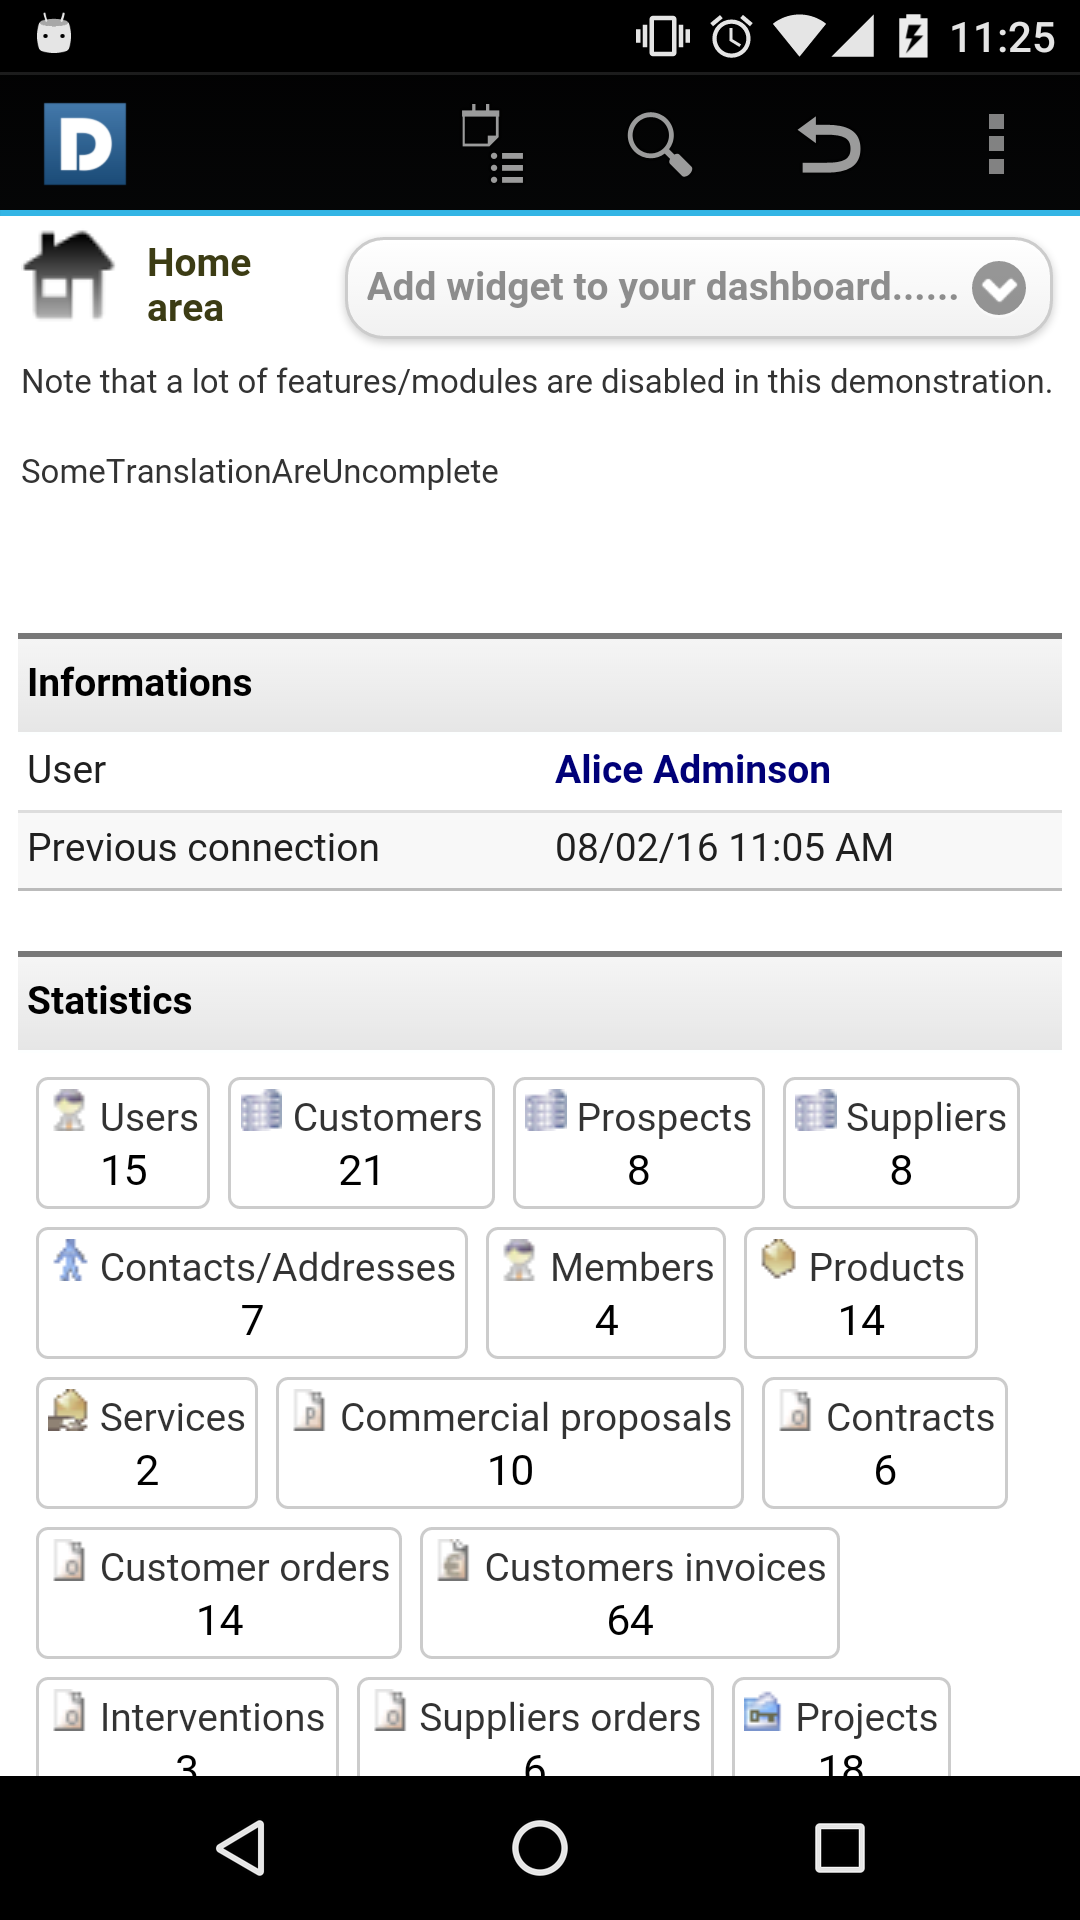 11:25
D
Home
area
Add widget to your dashboard......
Note that a lot of features/modules are disabled in this demonstration.
SomeTranslationAreUncomplete
Informations
User Alice Adminson
Previous connection 08/02/16 11:05 AM
Statistics
Users Customers Prospects Suppliers
15 21 8 8
Contacts/Addresses Members Products
7 4 14
Services Commercial proposals Contracts
2 10 6
Customer orders Customers invoices
14 64
Interventions Suppliers orders Projects
3 6 18